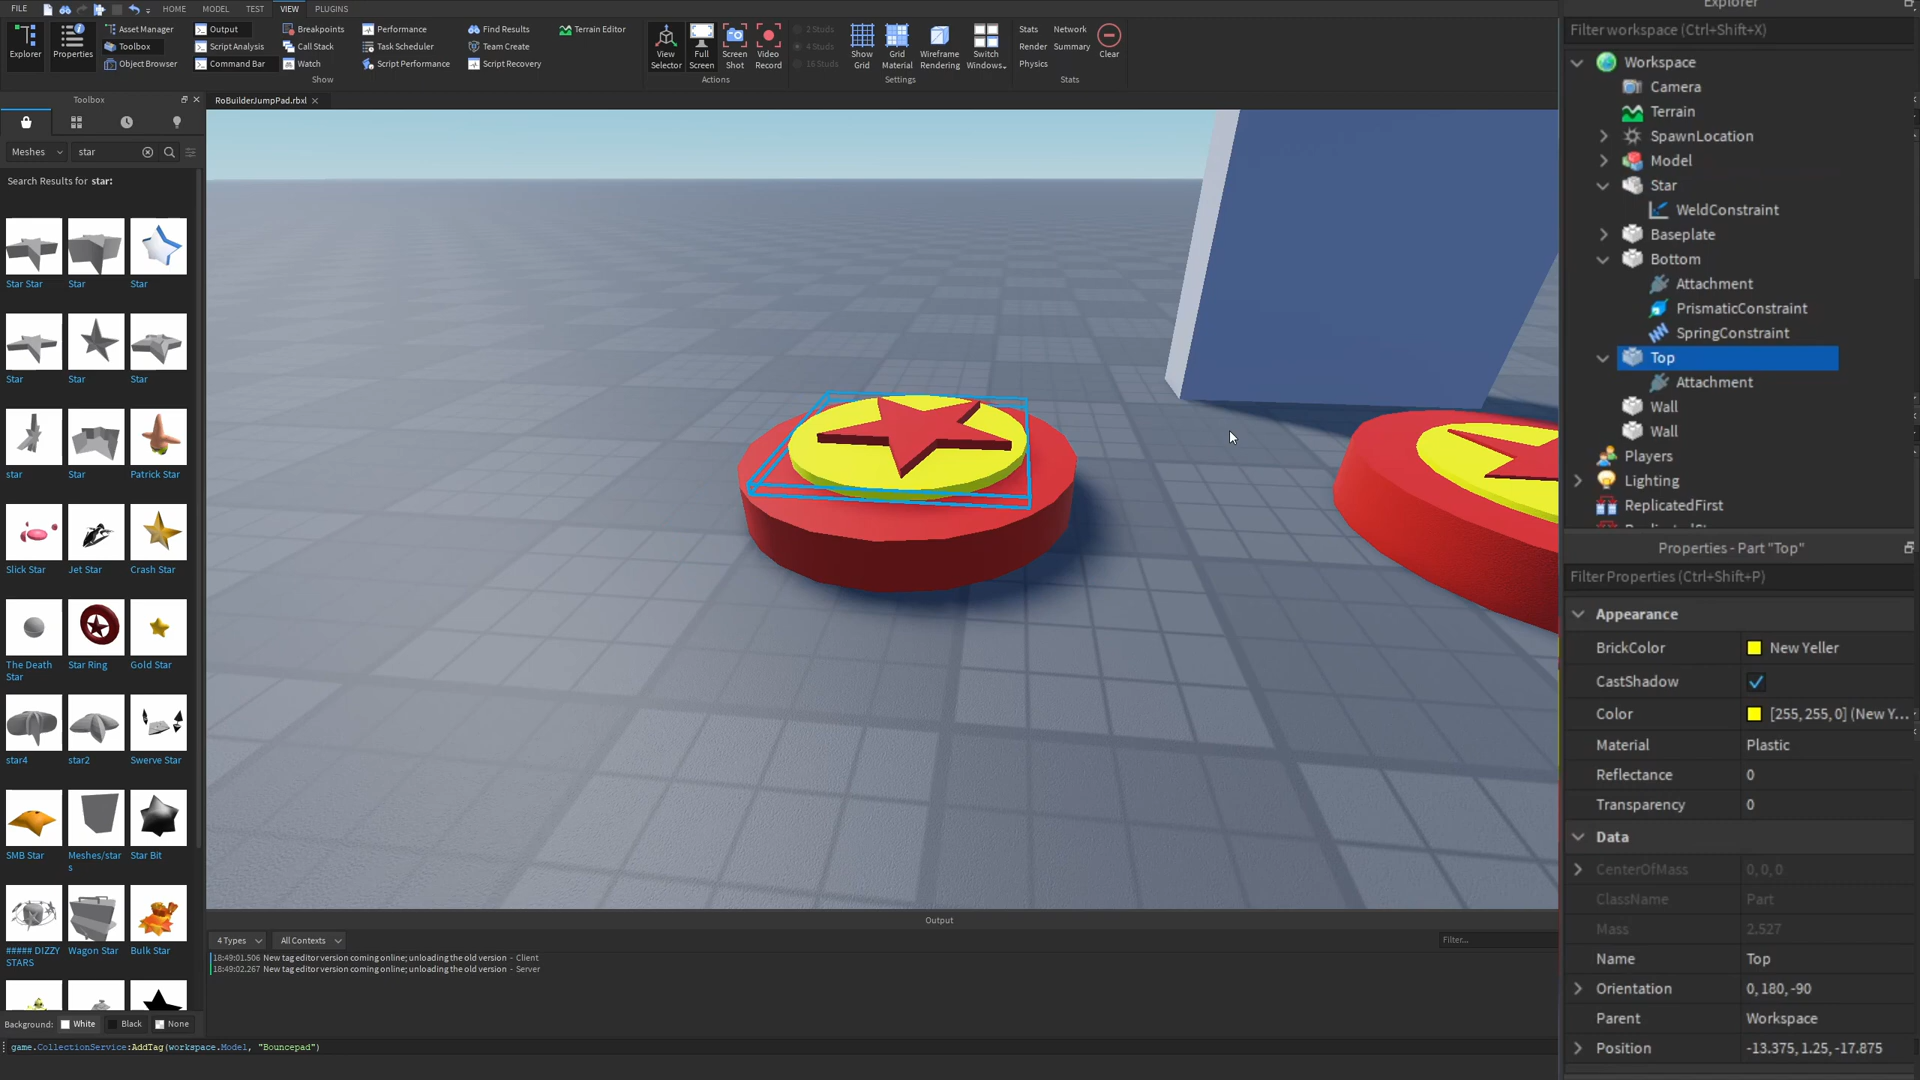 FILE
HOME
MODEL
TEST
VIEW
PLUGINS
Explorer
Properties
Asset Manager
Toolbox
Object Browser
Output
Script Analysis
Command Bar
Breakpoints
Call Stack
Watch
Performance
Task Scheduler
Script Performance
Find Results
Team Create
Script Recovery
Terrain Editor
Show
View Selector
Full Screen
Screen Shot
Video Record
Actions
2 Studs
4 Studs
16 Studs
Show Grid
Grid Material
Wireframe Rendering
Switch Windows
Settings
Stats
Render
Physics
Network
Summary
Clear
Stats
Toolbox
RoBuilderJumpPad.rbxl
Meshes
star
Search Results for star:
Star Star
Star
Star
Star
Star
Star
star
Star
Patrick Star
Slick Star
Jet Star
Crash Star
The Death Star
Star Ring
Gold Star
star4
star2
Swerve Star
SMB Star
Meshes/stars
Star Bit
##### DIZZY STARS
Wagon Star
Bulk Star
Background:
White
Black
None
game.CollectionService:AddTag(workspace.Model, "Bouncepad")
Output
4 Types
All Contexts
Filter...
18:49:01.506 New tag editor version coming online; unloading the old version - Client
18:49:02.267 New tag editor version coming online; unloading the old version - Server
Explorer
Filter workspace (Ctrl+Shift+X)
Workspace
Camera
Terrain
SpawnLocation
Model
Star
WeldConstraint
Baseplate
Bottom
Attachment
PrismaticConstraint
SpringConstraint
Top
Attachment
Wall
Wall
Players
Lighting
ReplicatedFirst
Properties - Part "Top"
Filter Properties (Ctrl+Shift+P)
Appearance
BrickColor New Yeller
CastShadow
Color [255, 255, 0] (New Y...
Material Plastic
Reflectance 0
Transparency 0
Data
CenterOfMass 0, 0, 0
ClassName Part
Mass 2.527
Name Top
Orientation 0, 180, -90
Parent Workspace
Position -13.375, 1.25, -17.875